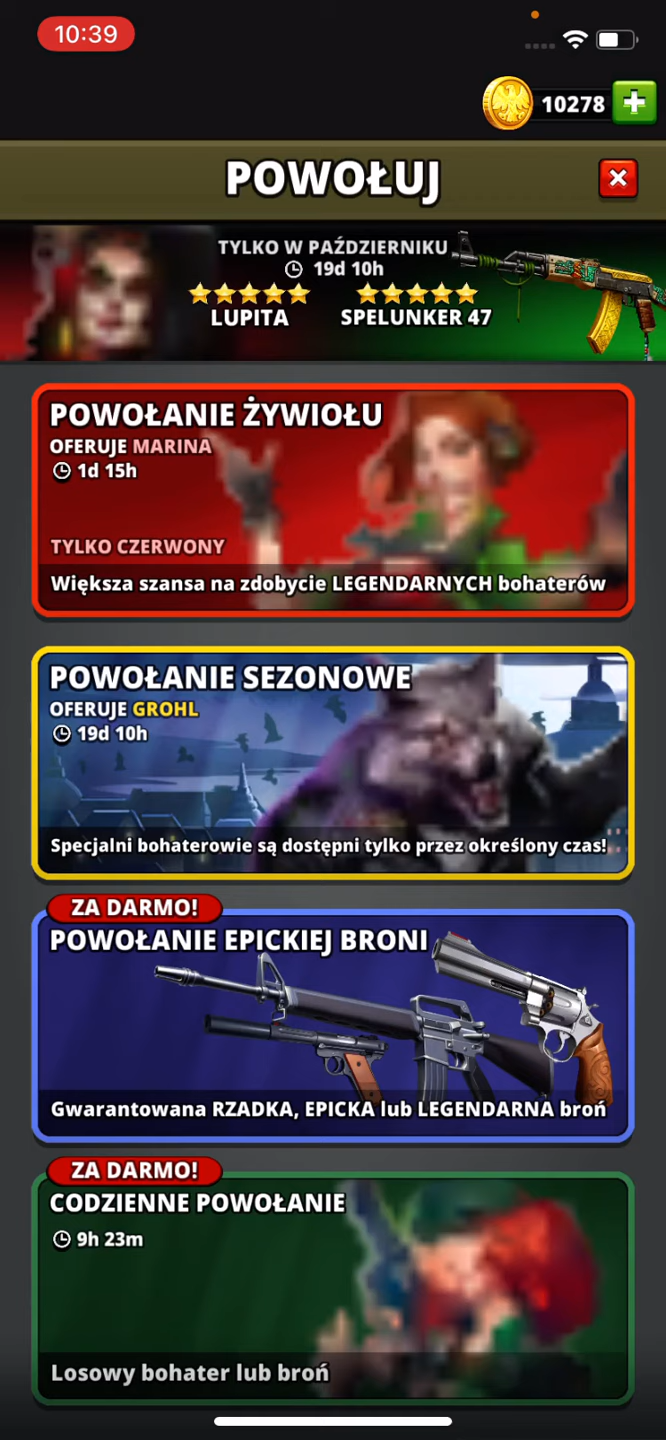 10:39
10278
POWOŁUJ
TYLKO W PAŹDZIERNIKU
19d 10h
LUPITA
SPELUNKER 47
POWOŁANIE ŻYWIOŁU
OFERUJE MARINA
1d 15h
TYLKO CZERWONY
Większa szansa na zdobycie LEGENDARNYCH bohaterów
POWOŁANIE SEZONOWE
OFERUJE GROHL
19d 10h
Specjalni bohaterowie są dostępni tylko przez określony czas!
ZA DARMO!
POWOŁANIE EPICKIEJ BRONI
Gwarantowana RZADKA, EPICKA lub LEGENDARNA broń
ZA DARMO!
CODZIENNE POWOŁANIE
9h 23m
Losowy bohater lub broń